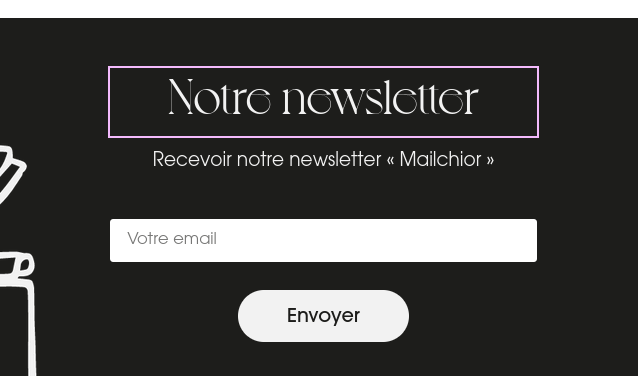 Notre newsletter
Recevoir notre newsletter « Mailchior »
Votre email
Envoyer